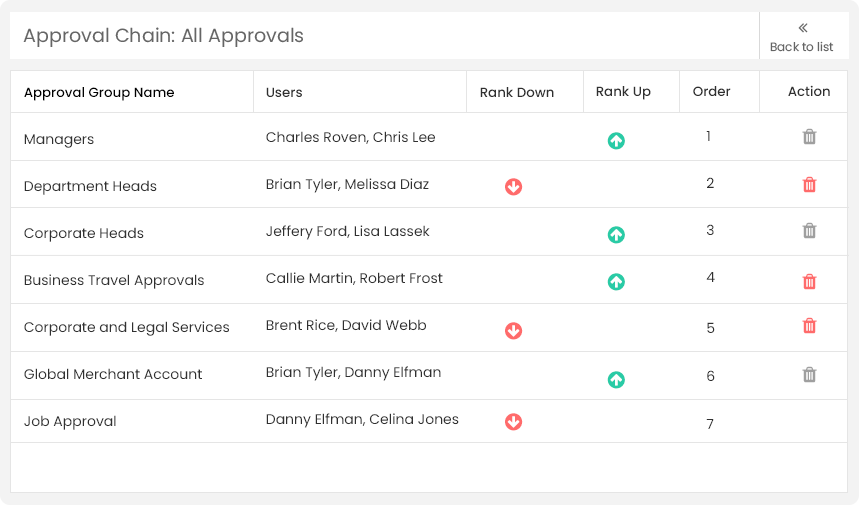 Approval Chain: All Approvals
Back to list
Approval Group Name Users Rank Down Rank Up Order Action
Managers Charles Roven, Chris Lee 1
Department Heads Brian Tyler, Melissa Diaz 2
Corporate Heads Jeffery Ford, Lisa Lassek 3
Business Travel Approvals Callie Martin, Robert Frost 4
Corporate and Legal Services Brent Rice, David Webb 5
Global Merchant Account Brian Tyler, Danny Elfman 6
Job Approval Danny Elfman, Celina Jones 7